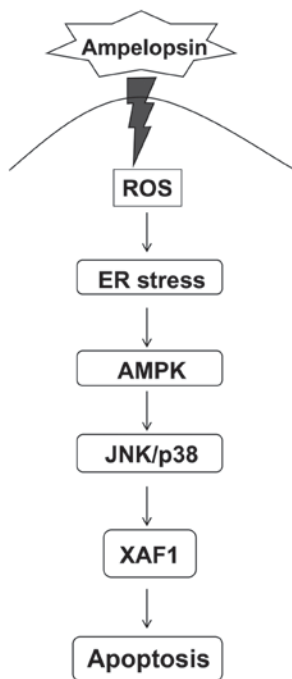 Ampelopsin
ROS
ER stress
AMPK
JNK/p38
XAF1
Apoptosis